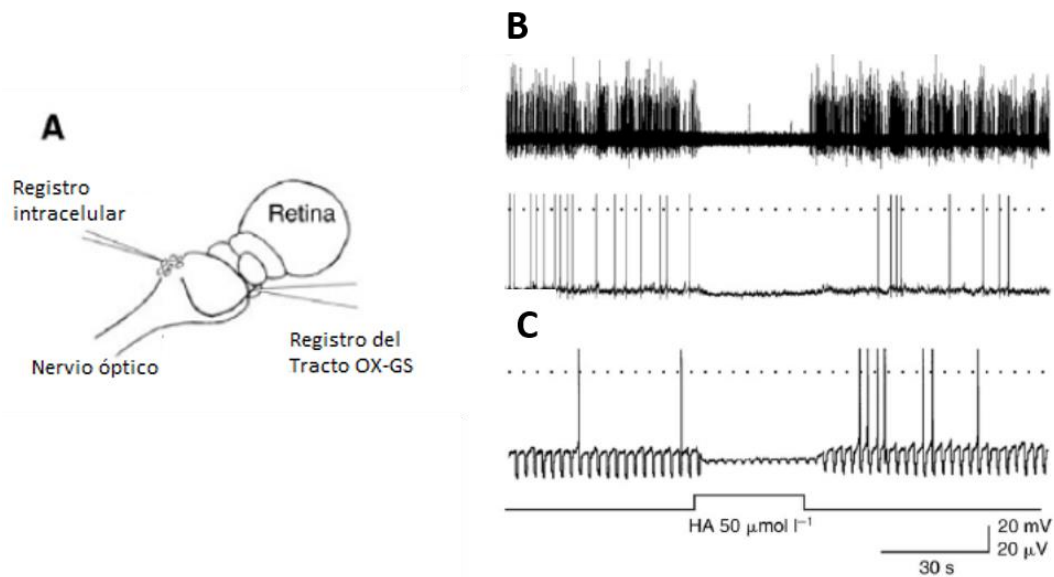 A
Registro
intracelular
Retina
Nervio óptico
Registro del
Tracto OX-GS
B
C
HA 50 μmol l⁻¹
20 mV
20 μV
30 s